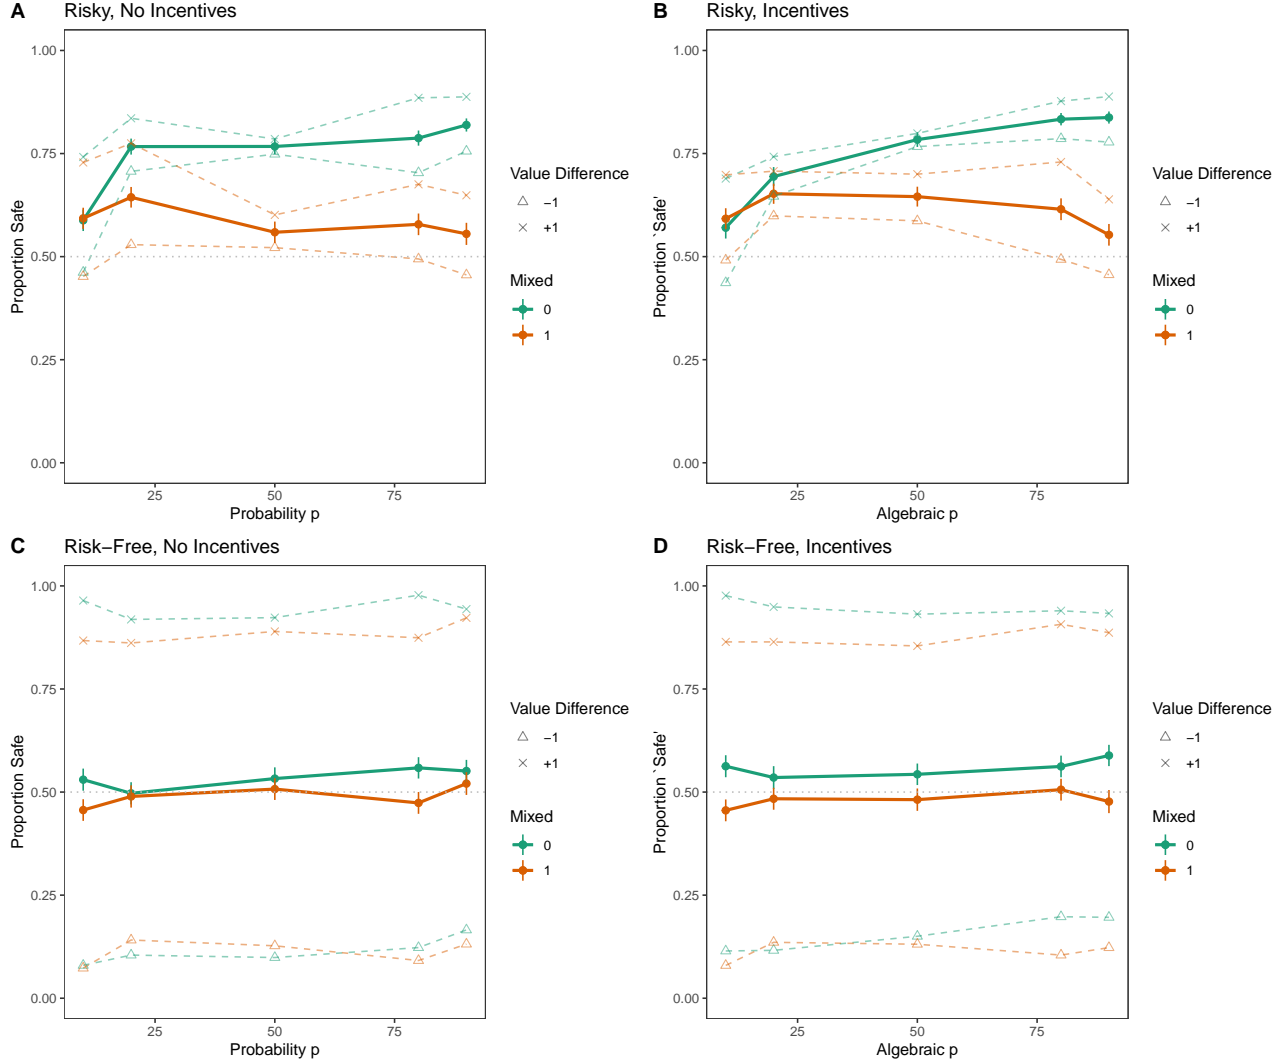 A Risky, No Incentives
1.00
0.75
0.50
0.25
0.00
Proportion Safe
25 50 75
Probability p
Value Difference
−1
+1
Mixed
0
1
B Risky, Incentives
1.00
0.75
0.50
0.25
0.00
Proportion `Safe'
25 50 75
Algebraic p
Value Difference
−1
+1
Mixed
0
1
C Risk−Free, No Incentives
1.00
0.75
0.50
0.25
0.00
Proportion Safe
25 50 75
Probability p
Value Difference
−1
+1
Mixed
0
1
D Risk−Free, Incentives
1.00
0.75
0.50
0.25
0.00
Proportion `Safe'
25 50 75
Algebraic p
Value Difference
−1
+1
Mixed
0
1